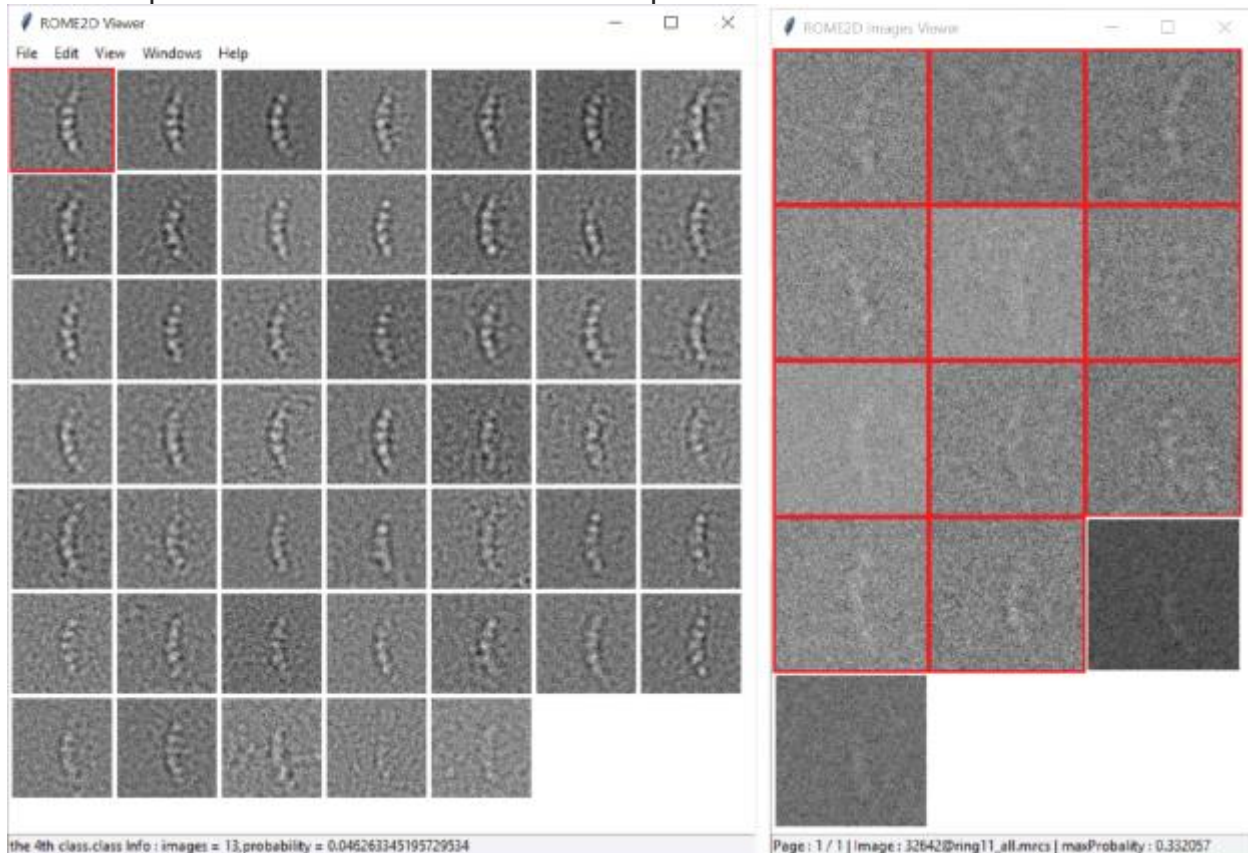 ROME2D Viewer
File Edit View Windows Help
the 4th class.class Info : images = 13,probability = 0.046263345195729534
ROME2D Images Viewer
Page : 1 / 1 | Image : 32642@ring11_all.mrcs | maxProbality : 0.332057